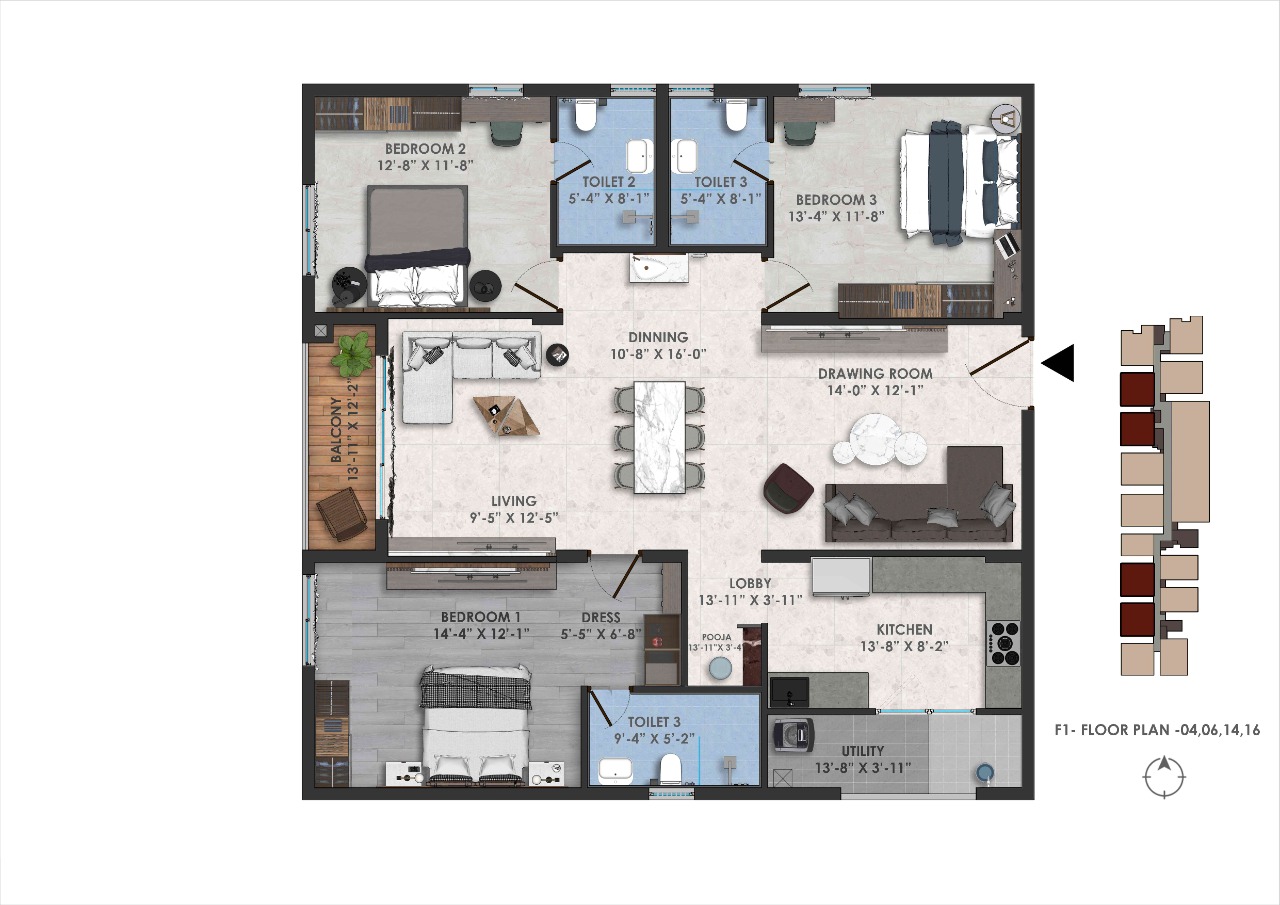 BEDROOM 2
12'-8" X 11'-8"
TOILET 2
5'-4" X 8'-1"
TOILET 3
5'-4" X 8'-1"
BEDROOM 3
13'-4" X 11'-8"
DINNING
10'-8" X 16'-0"
DRAWING ROOM
14'-0" X 12'-1"
BALCONY
13'-11" X 12'-2"
LIVING
9'-5" X 12'-5"
LOBBY
13'-11" X 3'-11"
BEDROOM 1
14'-4" X 12'-1"
DRESS
5'-5" X 6'-8"
POOJA
13'-11"X 3'-4"
KITCHEN
13'-8" X 8'-2"
TOILET 3
9'-4" X 5'-2"
UTILITY
13'-8" X 3'-11"
F1- FLOOR PLAN -04,06,14,16